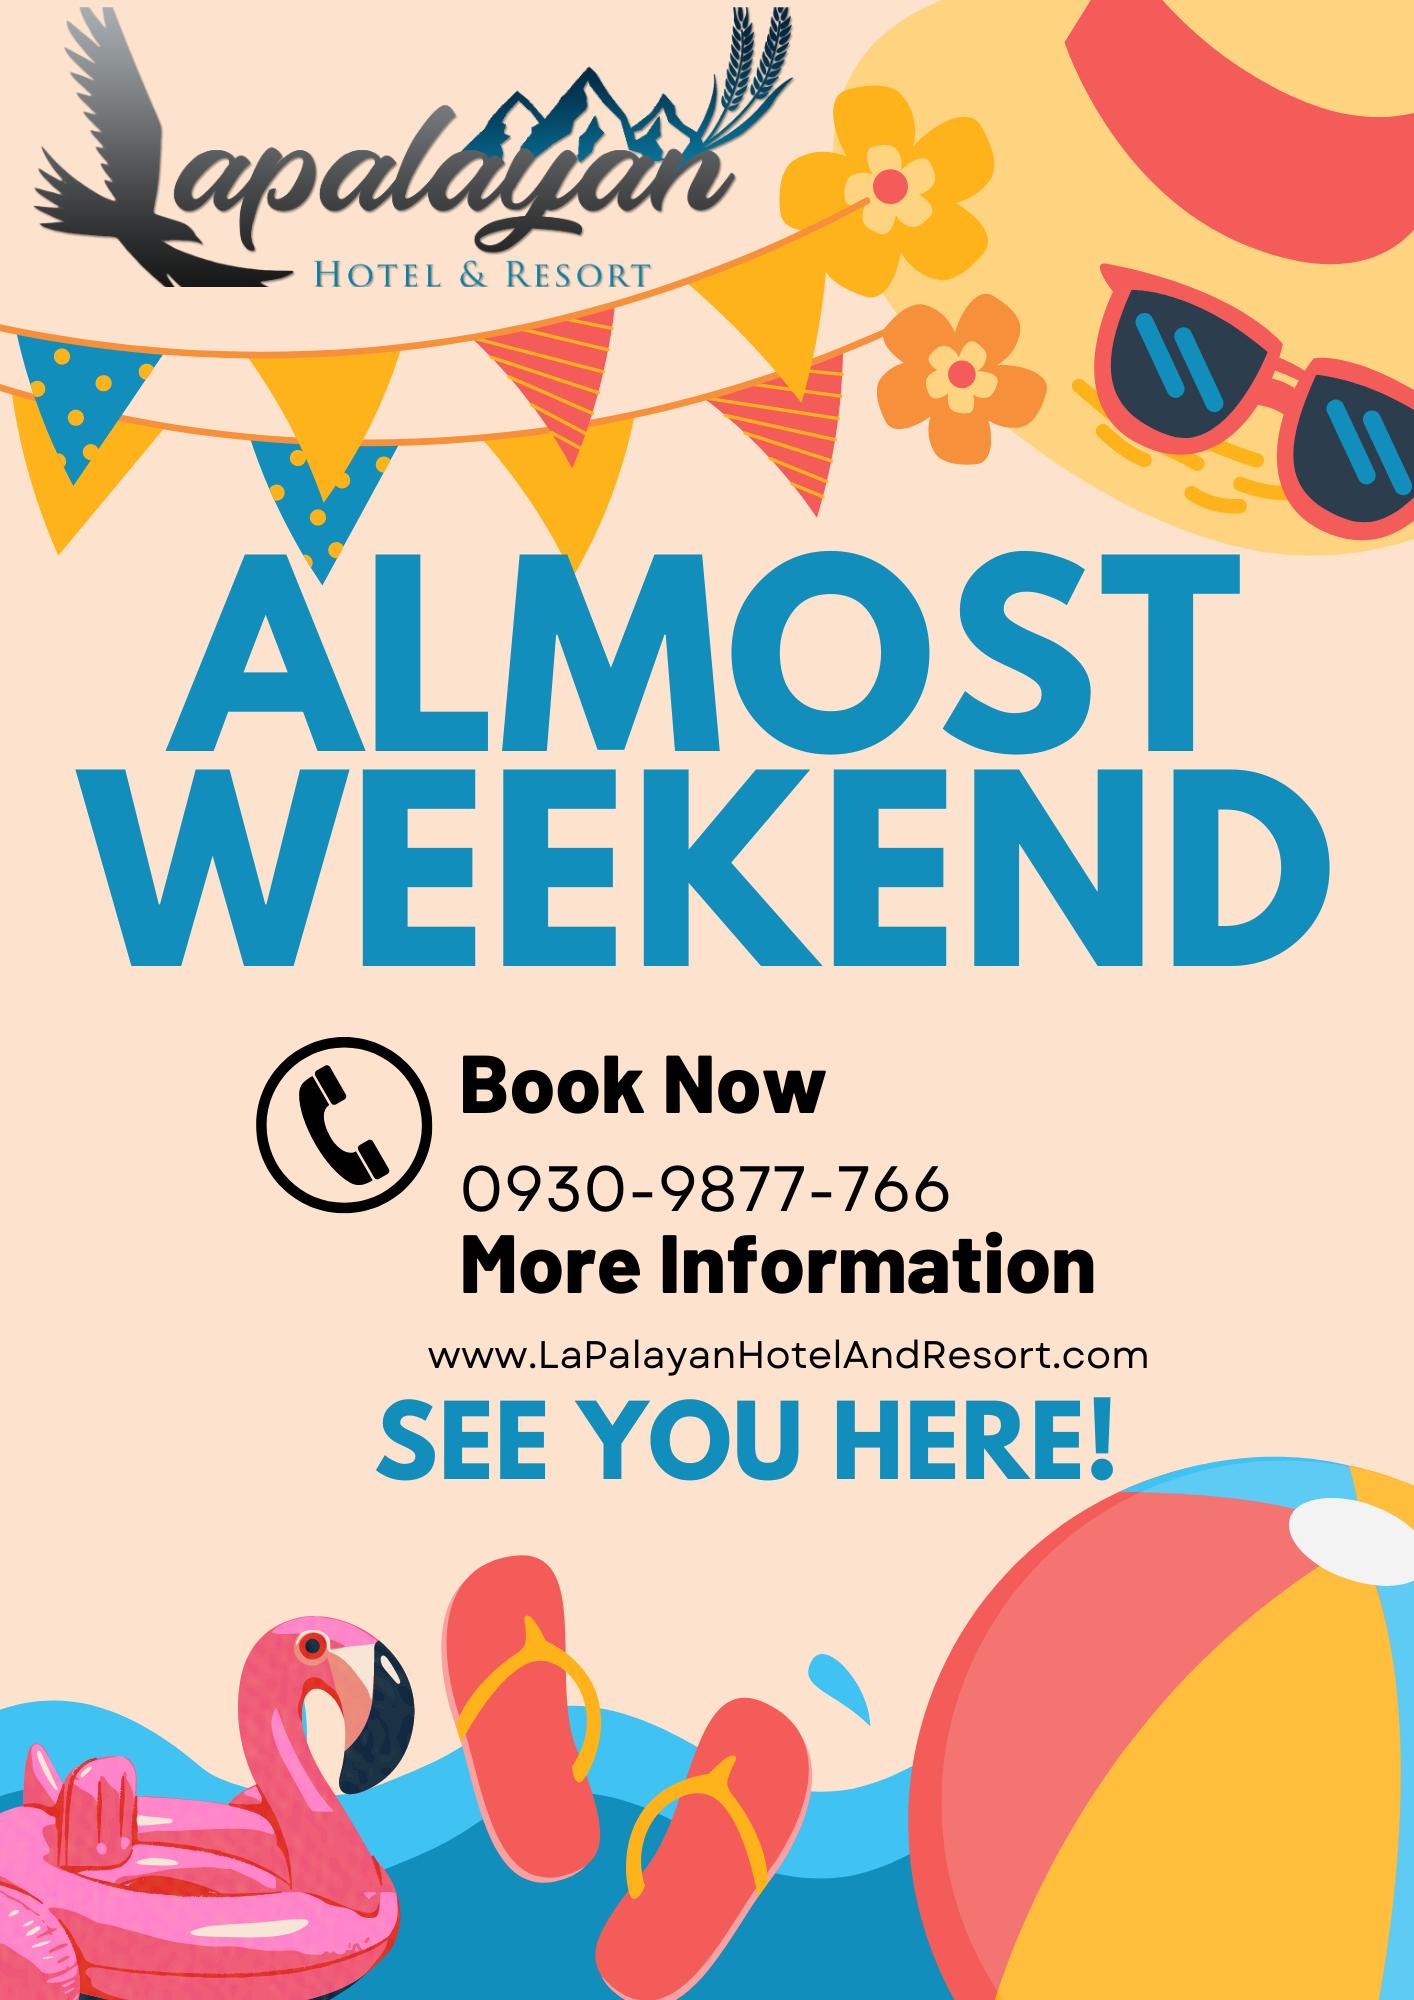 Lapalayan
HOTEL & RESORT
ALMOST
WEEKEND
Book Now
0930-9877-766
More Information
www.LaPalayanHotelAndResort.com
SEE YOU HERE!